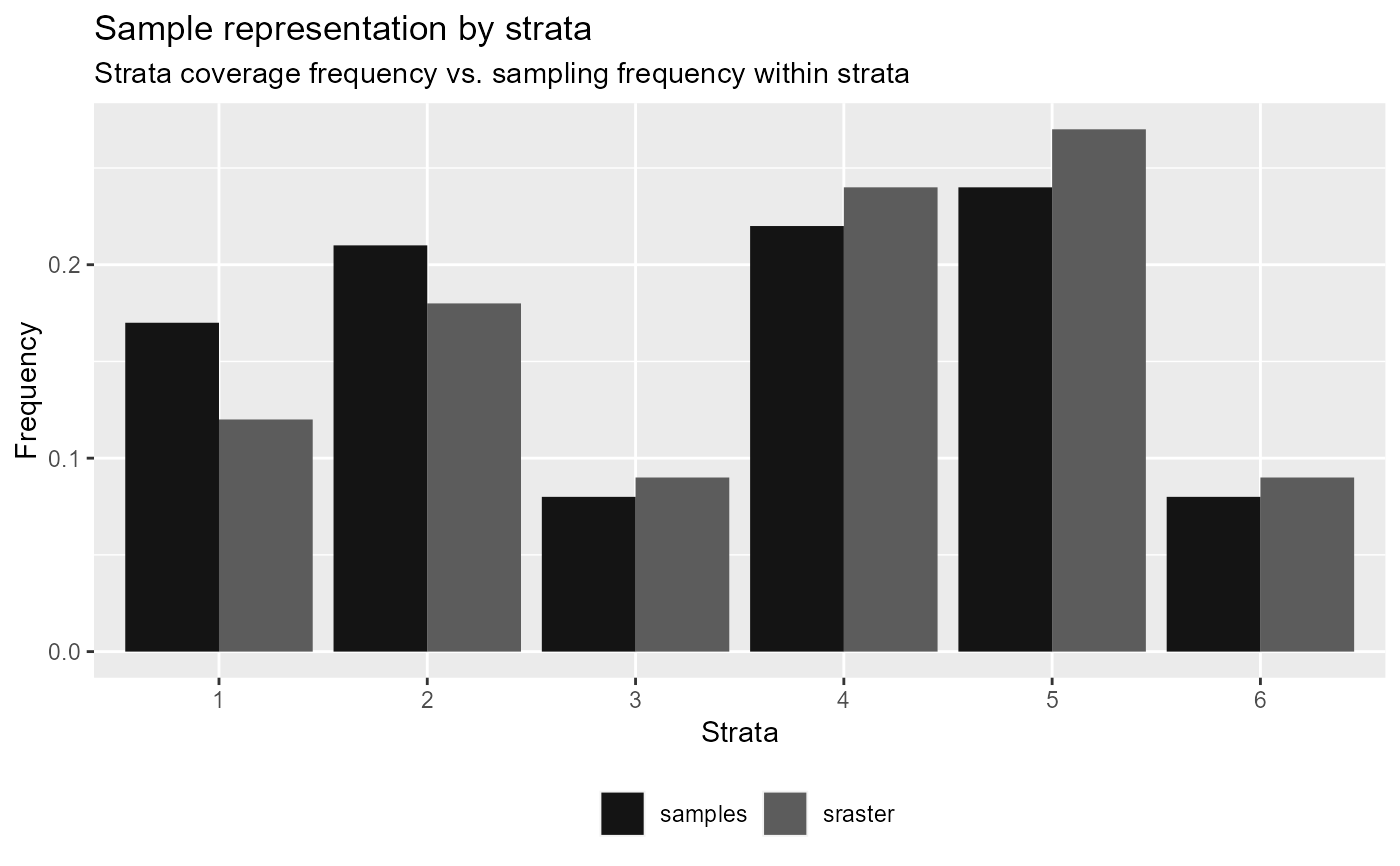 Sample representation by strata
Strata coverage frequency vs. sampling frequency within strata
Frequency
0.2
0.1
0.0
1 2 3 4 5 6
Strata
samples sraster